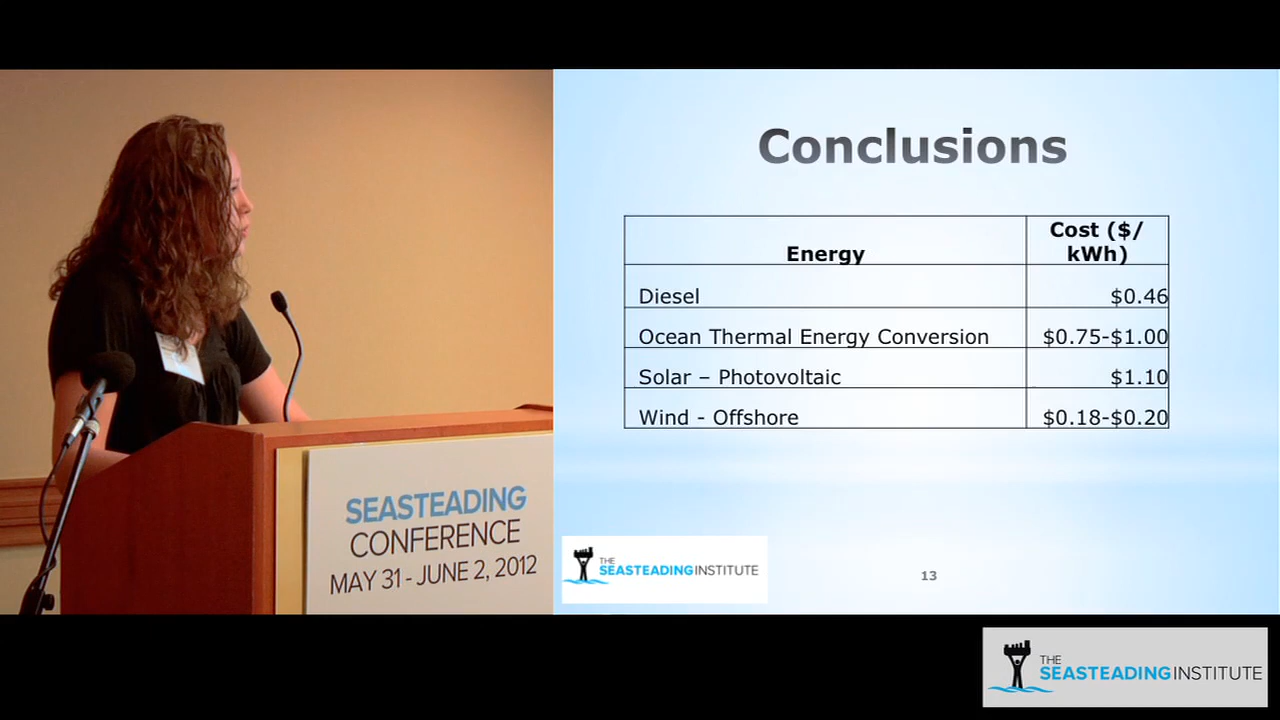 Conclusions
Energy
Cost ($/
kWh)
Diesel
$0.46
Ocean Thermal Energy Conversion
$0.75-$1.00
Solar – Photovoltaic
$1.10
Wind - Offshore
$0.18-$0.20
THE
SEASTEADINGINSTITUTE
13
SEASTEADING
CONFERENCE
MAY 31 - JUNE 2, 2012
THE
SEASTEADINGINSTITUTE